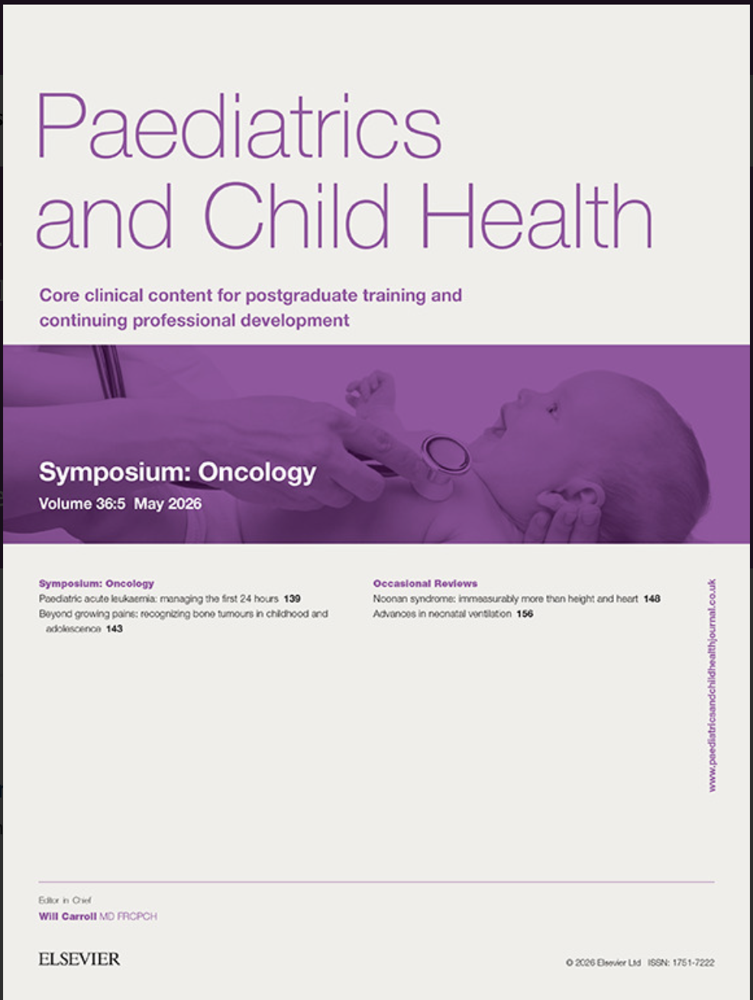 Paediatrics
and Child Health
Core clinical content for postgraduate training and
continuing professional development
Symposium: Oncology
Volume 36:5 May 2026
Symposium: Oncology
Paediatric acute leukaemia: managing the first 24 hours 139
Beyond growing pains: recognizing bone tumours in childhood and
adolescence 143
Occasional Reviews
Noonan syndrome: immeasurably more than height and heart 148
Advances in neonatal ventilation 156
www.paediatricsandchildhealthjournal.co.uk
Editor in Chief
Will Carroll MD FRCPCH
ELSEVIER
© 2026 Elsevier Ltd ISSN: 1751-7222